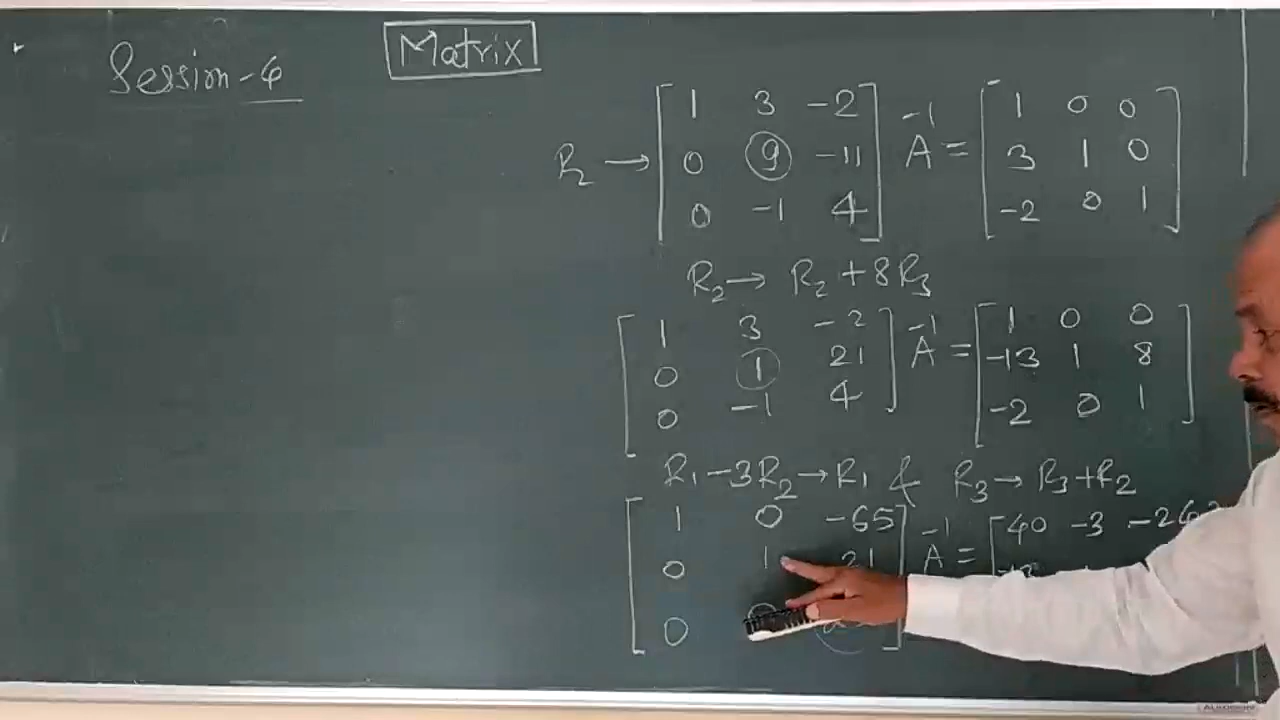 Session-4
Matrix
R2 → [ 1 3 -2 ] A^-1 = [ 1 0 0 ]
[ 0 9 -11 ] [ 3 1 0 ]
[ 0 -1 4 ] [ -2 0 1 ]
R2 → R2 + 8R3
[ 1 3 -2 ] A^-1 = [ 1 0 0 ]
[ 0 1 21 ] [ -13 1 8 ]
[ 0 -1 4 ] [ -2 0 1 ]
R1 - 3R2 → R1 & R3 → R3 + R2
[ 1 0 -65 ] A^-1 = [ 40 -3
[ 0 1 21 ]
[ 0